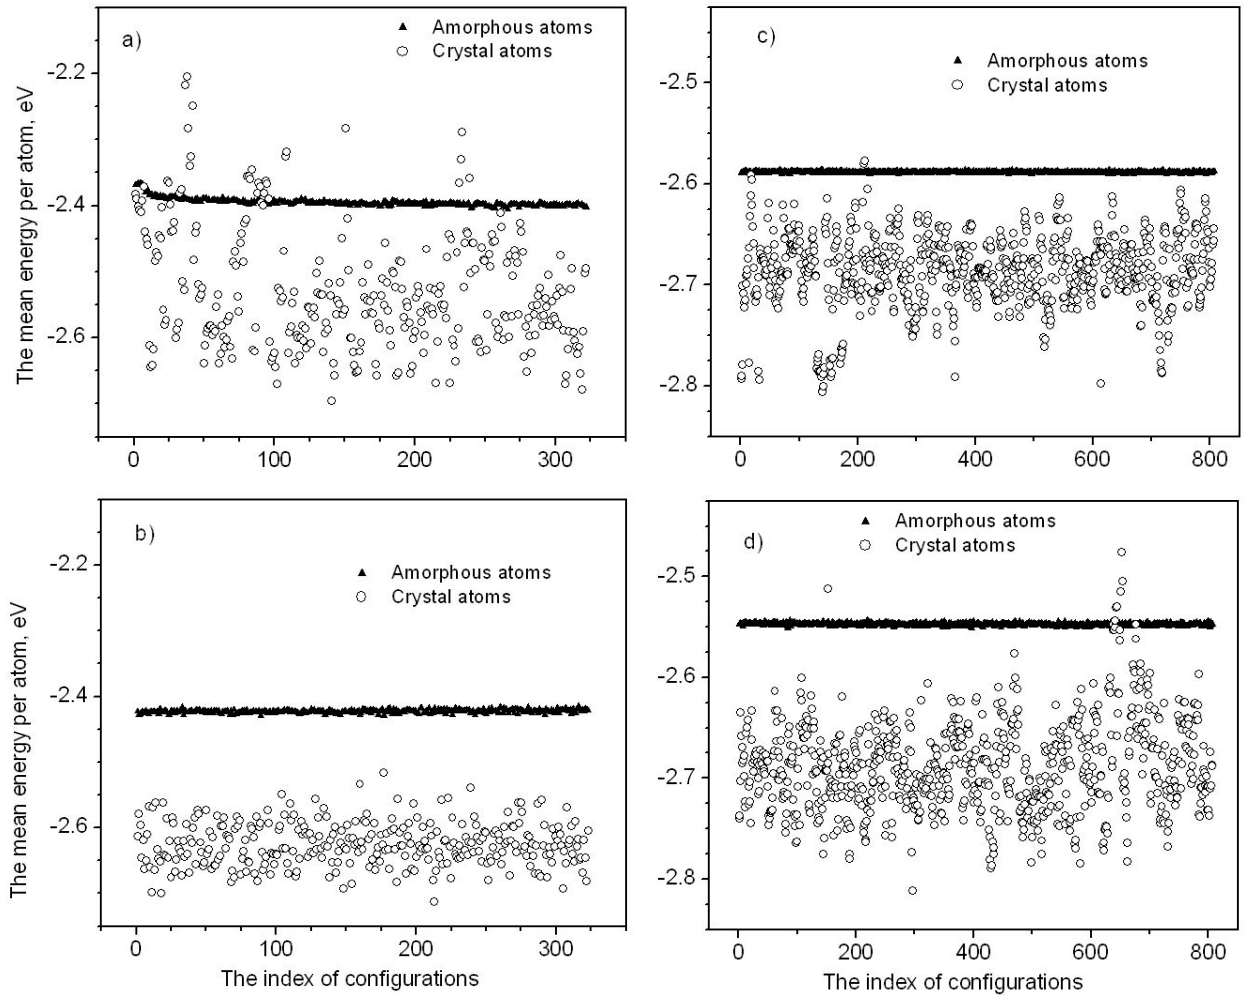 a)
Amorphous atoms
Crystal atoms
-2.2
-2.4
-2.6
The mean energy per atom, eV
0
100
200
300
c)
Amorphous atoms
Crystal atoms
-2.5
-2.6
-2.7
-2.8
0
200
400
600
800
b)
Amorphous atoms
Crystal atoms
-2.2
-2.4
-2.6
The mean energy per atom, eV
0
100
200
300
The index of configurations
d)
Amorphous atoms
Crystal atoms
-2.5
-2.6
-2.7
-2.8
0
200
400
600
800
The index of configurations